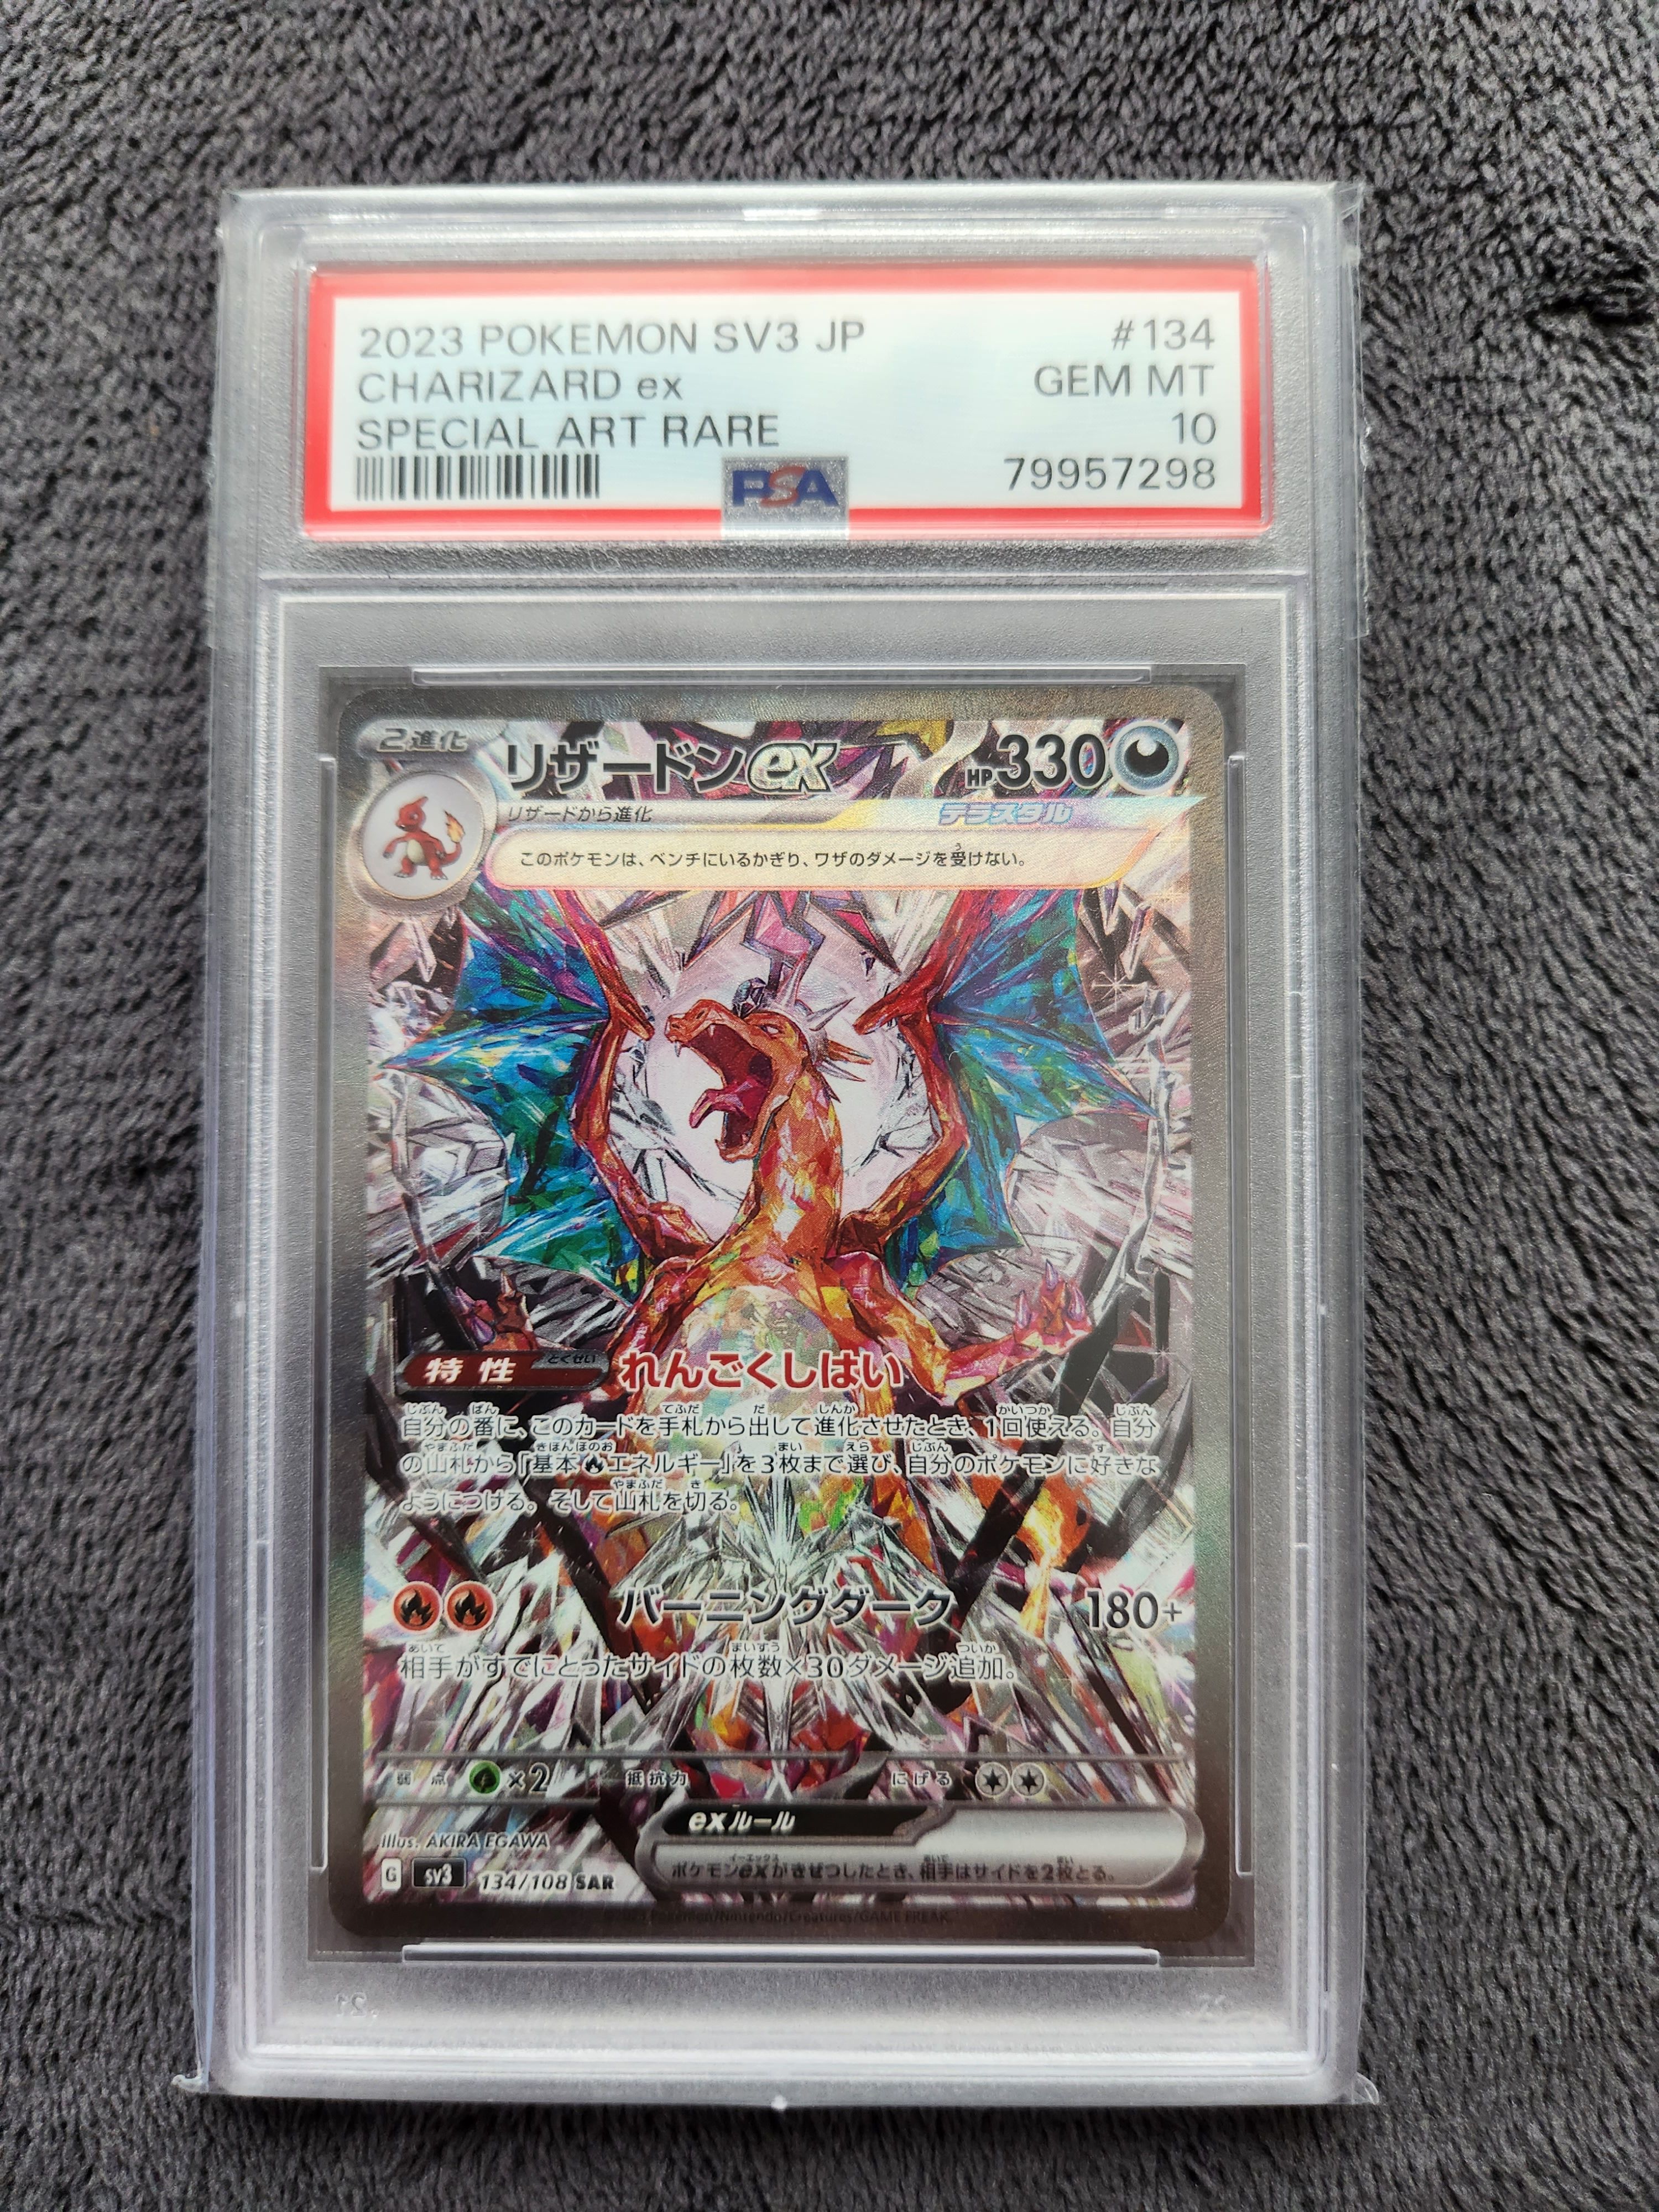 2023 POKEMON SV3 JP #134
CHARIZARD ex GEM MT
SPECIAL ART RARE 10
PSA 79957298
2進化 リザードンex HP330
リザードから進化 テラスタル
このポケモンは、ベンチにいるかぎり、ワザのダメージを受けない。
特性 とくせい れんごくしはい
自分の番に、このカードを手札から出して進化させたとき、1回使える。自分
の山札から「基本エネルギー」を3枚まで選び、自分のポケモンに好きな
ようにつける。そして山札を切る。
バーニングダーク 180+
相手がすでにとったサイドの枚数×30ダメージ追加。
弱点 ×2 抵抗力 にげる
exルール
illus. AKIRA EGAWA
ポケモンexがきぜつしたとき、相手はサイドを2枚とる。
G SV3 134/108 SAR
Pokémon/Nintendo/Creatures/GAME FREAK.